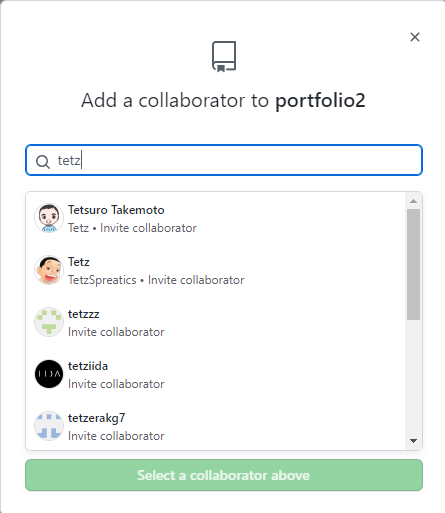 Add a collaborator to portfolio2
tetz
Tetsuro Takemoto
Tetz • Invite collaborator
Tetz
TetzSpreatics • Invite collaborator
tetzzz
Invite collaborator
tetziida
Invite collaborator
IDA
tetzerakg7
Invite collaborator
Select a collaborator above